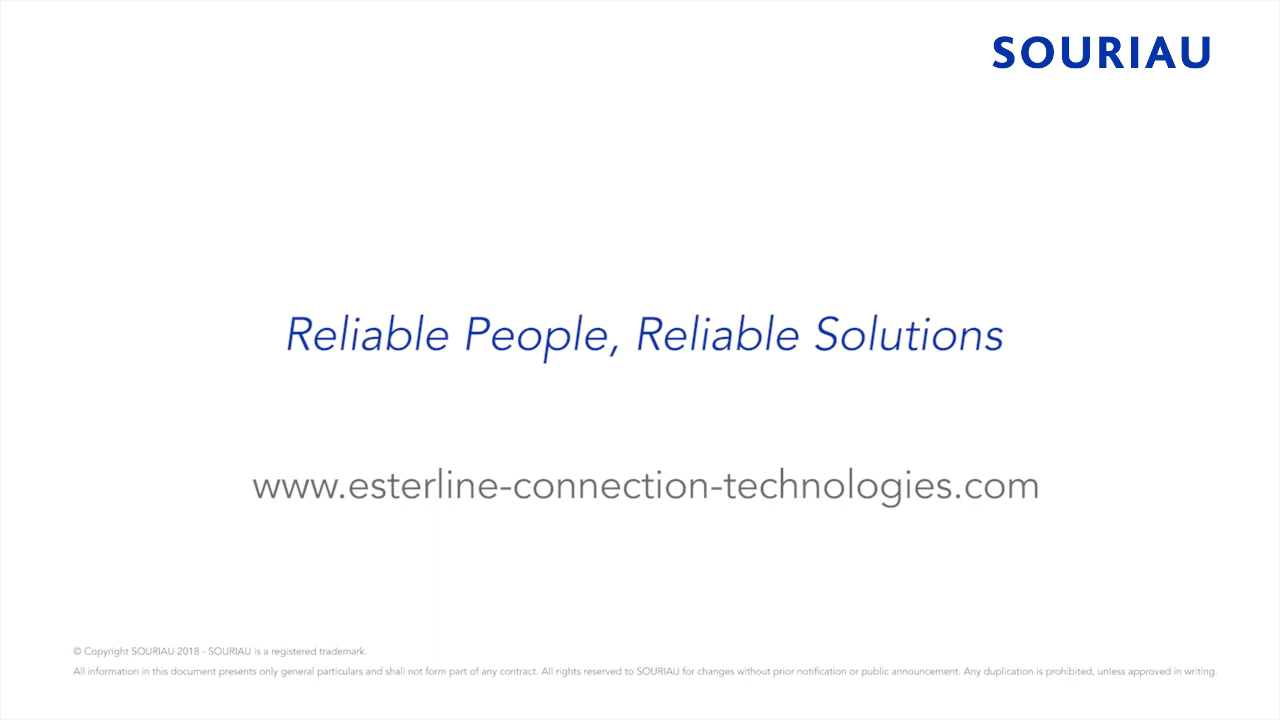 SOURIAU
Reliable People, Reliable Solutions
www.esterline-connection-technologies.com
© Copyright SOURIAU 2018 - SOURIAU is a registered trademark.
All information in this document presents only general particulars and shall not form part of any contract. All rights reserved to SOURIAU for changes without prior notification or public announcement. Any duplication is prohibited, unless approved in writing.